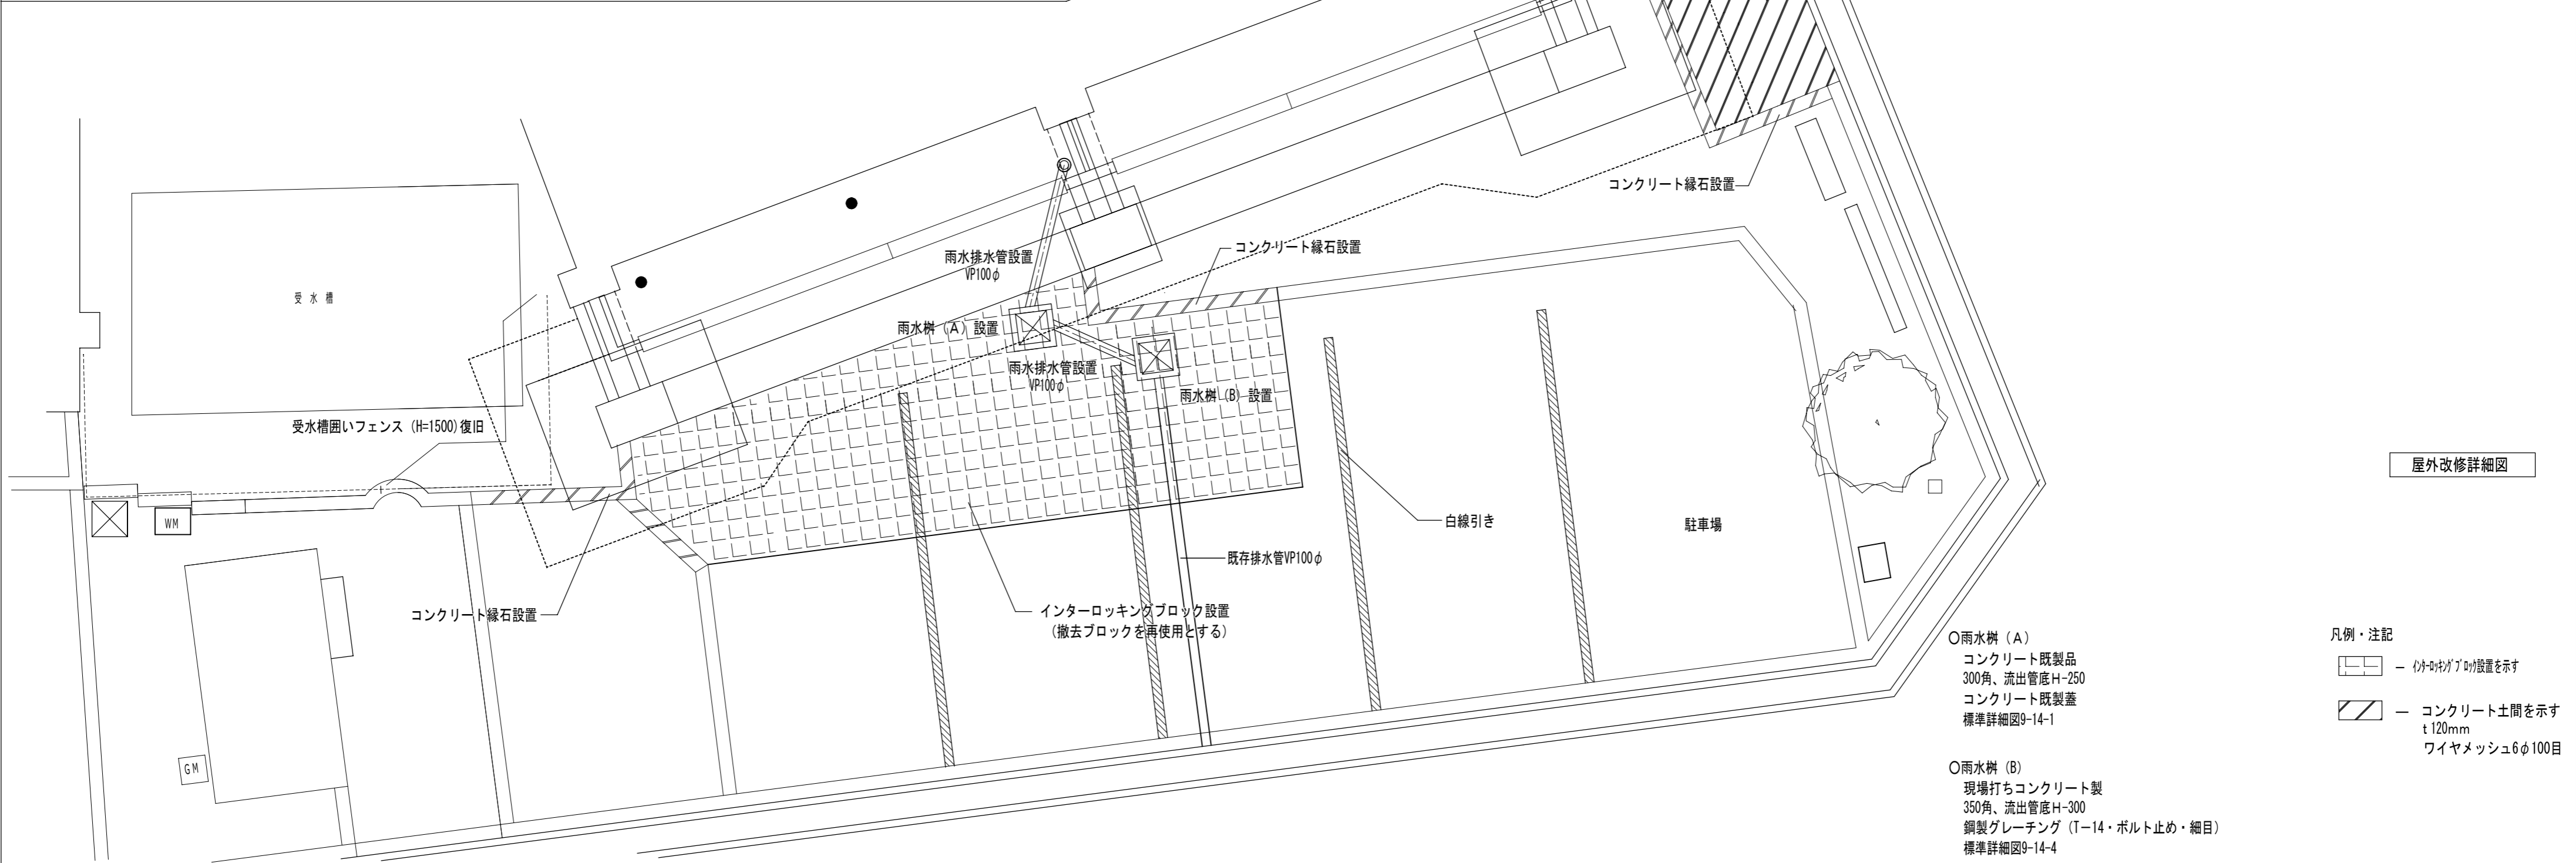 コンクリート縁石設置
コンクリート縁石設置
雨水排水管設置
VP100φ
受 水 槽
雨水桝（A）設置
雨水排水管設置
VP100φ
雨水桝（B）設置
受水槽囲いフェンス（H=1500)復旧
屋外改修詳細図
WM
白線引き
駐車場
既存排水管VP100φ
コンクリート縁石設置
インターロッキングブロック設置
（撤去ブロックを再使用とする）
GM
〇雨水桝（A）
コンクリート既製品
300角、流出管底H-250
コンクリート既製蓋
標準詳細図9-14-1
〇雨水桝（B）
現場打ちコンクリート製
350角、流出管底H-300
鋼製グレーチング（T－14・ボルト止め・細目）
標準詳細図9-14-4
凡例・注記
― インターロッキングブロック設置を示す
― コンクリート土間を示す
t 120mm
ワイヤメッシュ6φ100目